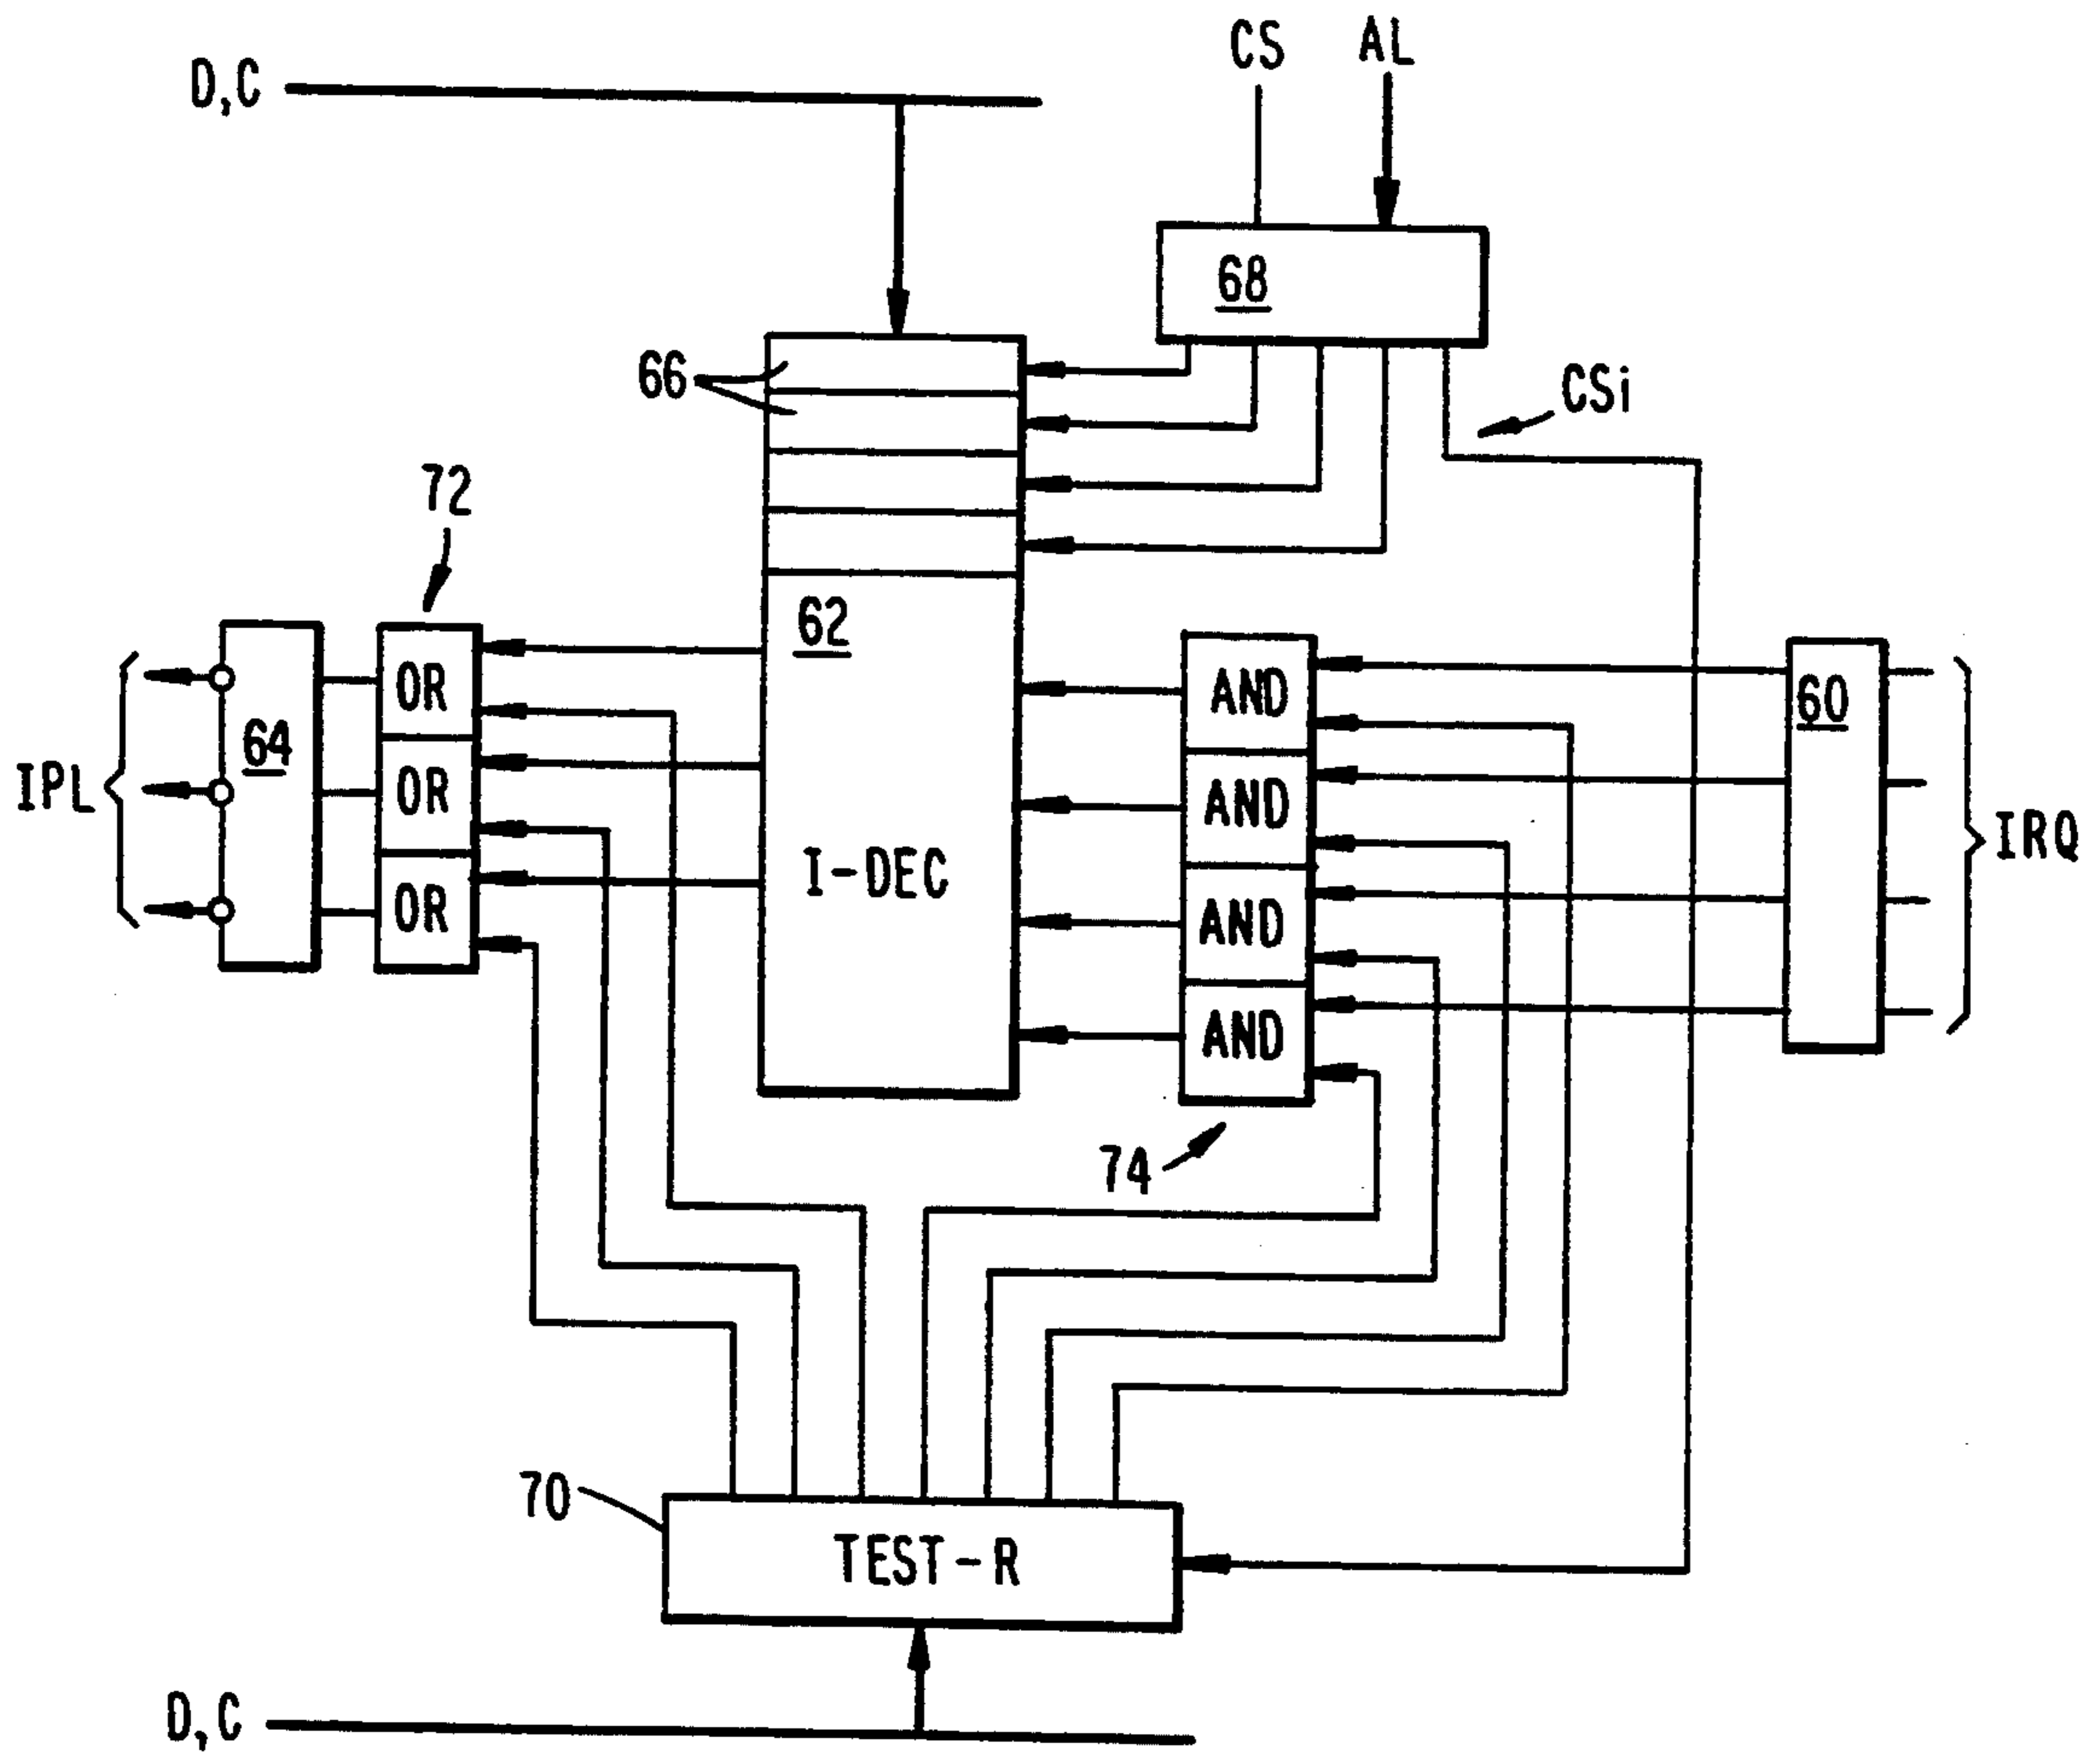 CS AL
D,C
68
66
CSi
72
62
60
OR AND
64
IPL
OR AND
IRQ
I-DEC
OR AND
AND
74
70
TEST-R
D,C